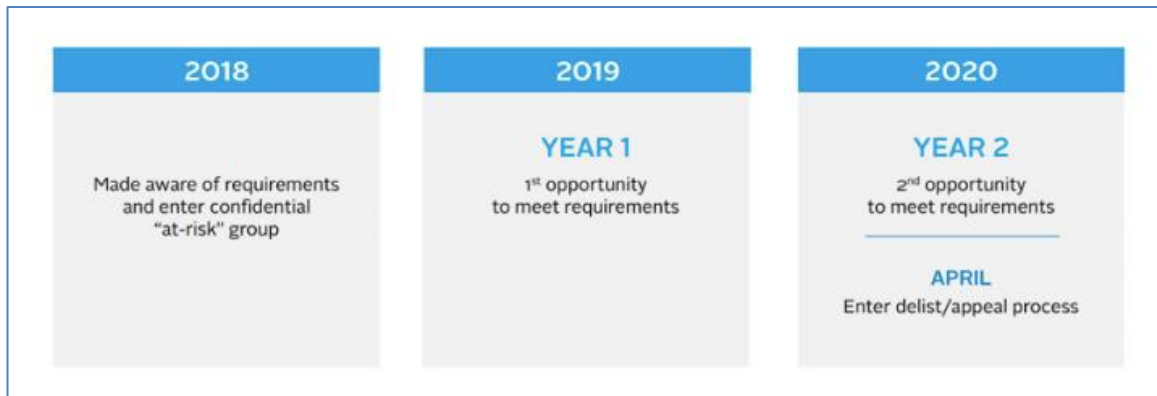 2018
Made aware of requirements
and enter confidential
“at-risk” group
2019
YEAR 1
1st opportunity
to meet requirements
2020
YEAR 2
2nd opportunity
to meet requirements
APRIL
Enter delist/appeal process